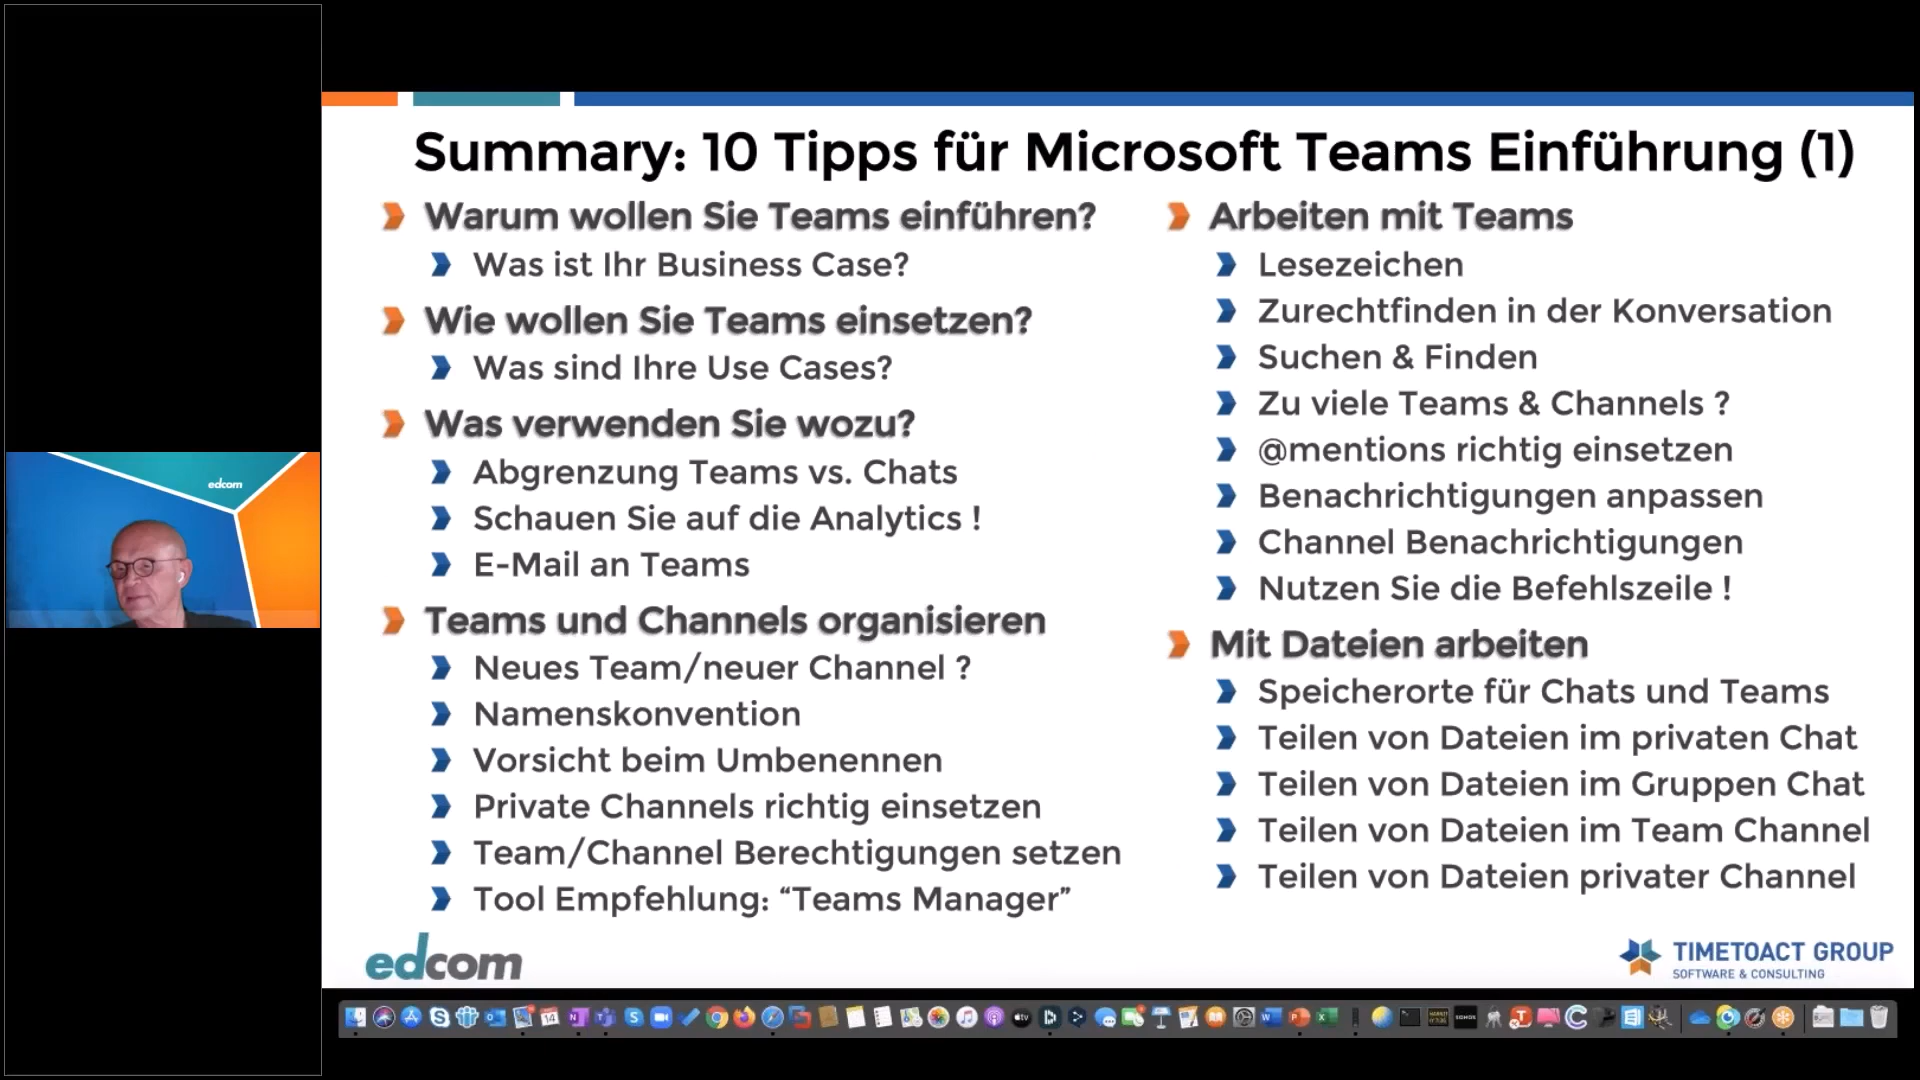 Summary: 10 Tipps für Microsoft Teams Einführung (1)
Warum wollen Sie Teams einführen?
Was ist Ihr Business Case?
Wie wollen Sie Teams einsetzen?
Was sind Ihre Use Cases?
Was verwenden Sie wozu?
Abgrenzung Teams vs. Chats
Schauen Sie auf die Analytics !
E-Mail an Teams
Teams und Channels organisieren
Neues Team/neuer Channel ?
Namenskonvention
Vorsicht beim Umbenennen
Private Channels richtig einsetzen
Team/Channel Berechtigungen setzen
Tool Empfehlung: “Teams Manager”
Arbeiten mit Teams
Lesezeichen
Zurechtfinden in der Konversation
Suchen & Finden
Zu viele Teams & Channels ?
@mentions richtig einsetzen
Benachrichtigungen anpassen
Channel Benachrichtigungen
Nutzen Sie die Befehlszeile !
Mit Dateien arbeiten
Speicherorte für Chats und Teams
Teilen von Dateien im privaten Chat
Teilen von Dateien im Gruppen Chat
Teilen von Dateien im Team Channel
Teilen von Dateien privater Channel
edcom
edcom
TIMETOACT GROUP
SOFTWARE & CONSULTING
14
tv
SONOS